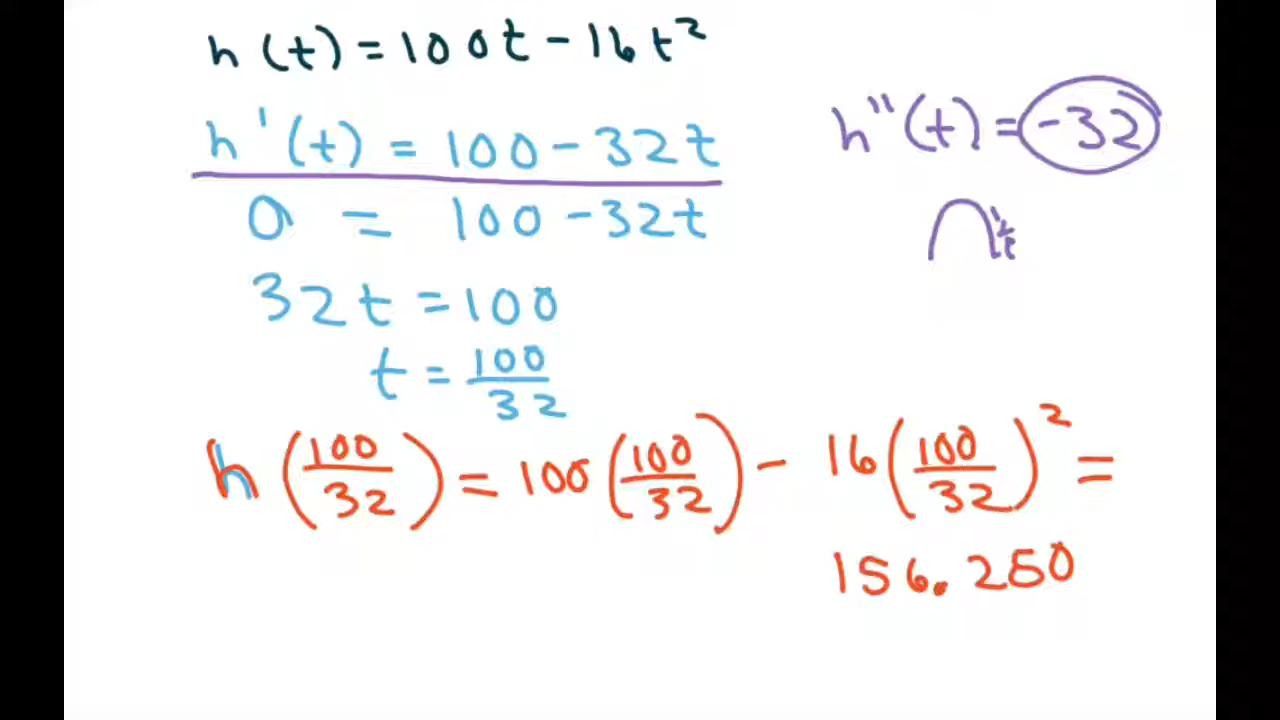 h(t) = 100t - 16t²
h'(t) = 100 - 32t
h''(t) = -32
0 = 100 - 32t
32t = 100
t = 100/32
h(100/32) = 100(100/32) - 16(100/32)² =
156.250